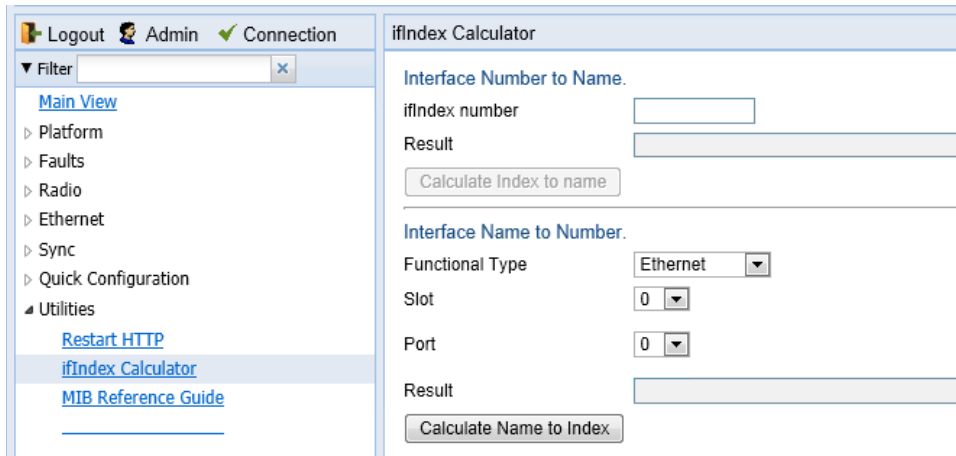 Logout Admin Connection
Filter
Main View
Platform
Faults
Radio
Ethernet
Sync
Quick Configuration
Utilities
Restart HTTP
ifIndex Calculator
MIB Reference Guide
ifIndex Calculator
Interface Number to Name.
ifIndex number
Result
Calculate Index to name
Interface Name to Number.
Functional Type Ethernet
Slot 0
Port 0
Result
Calculate Name to Index